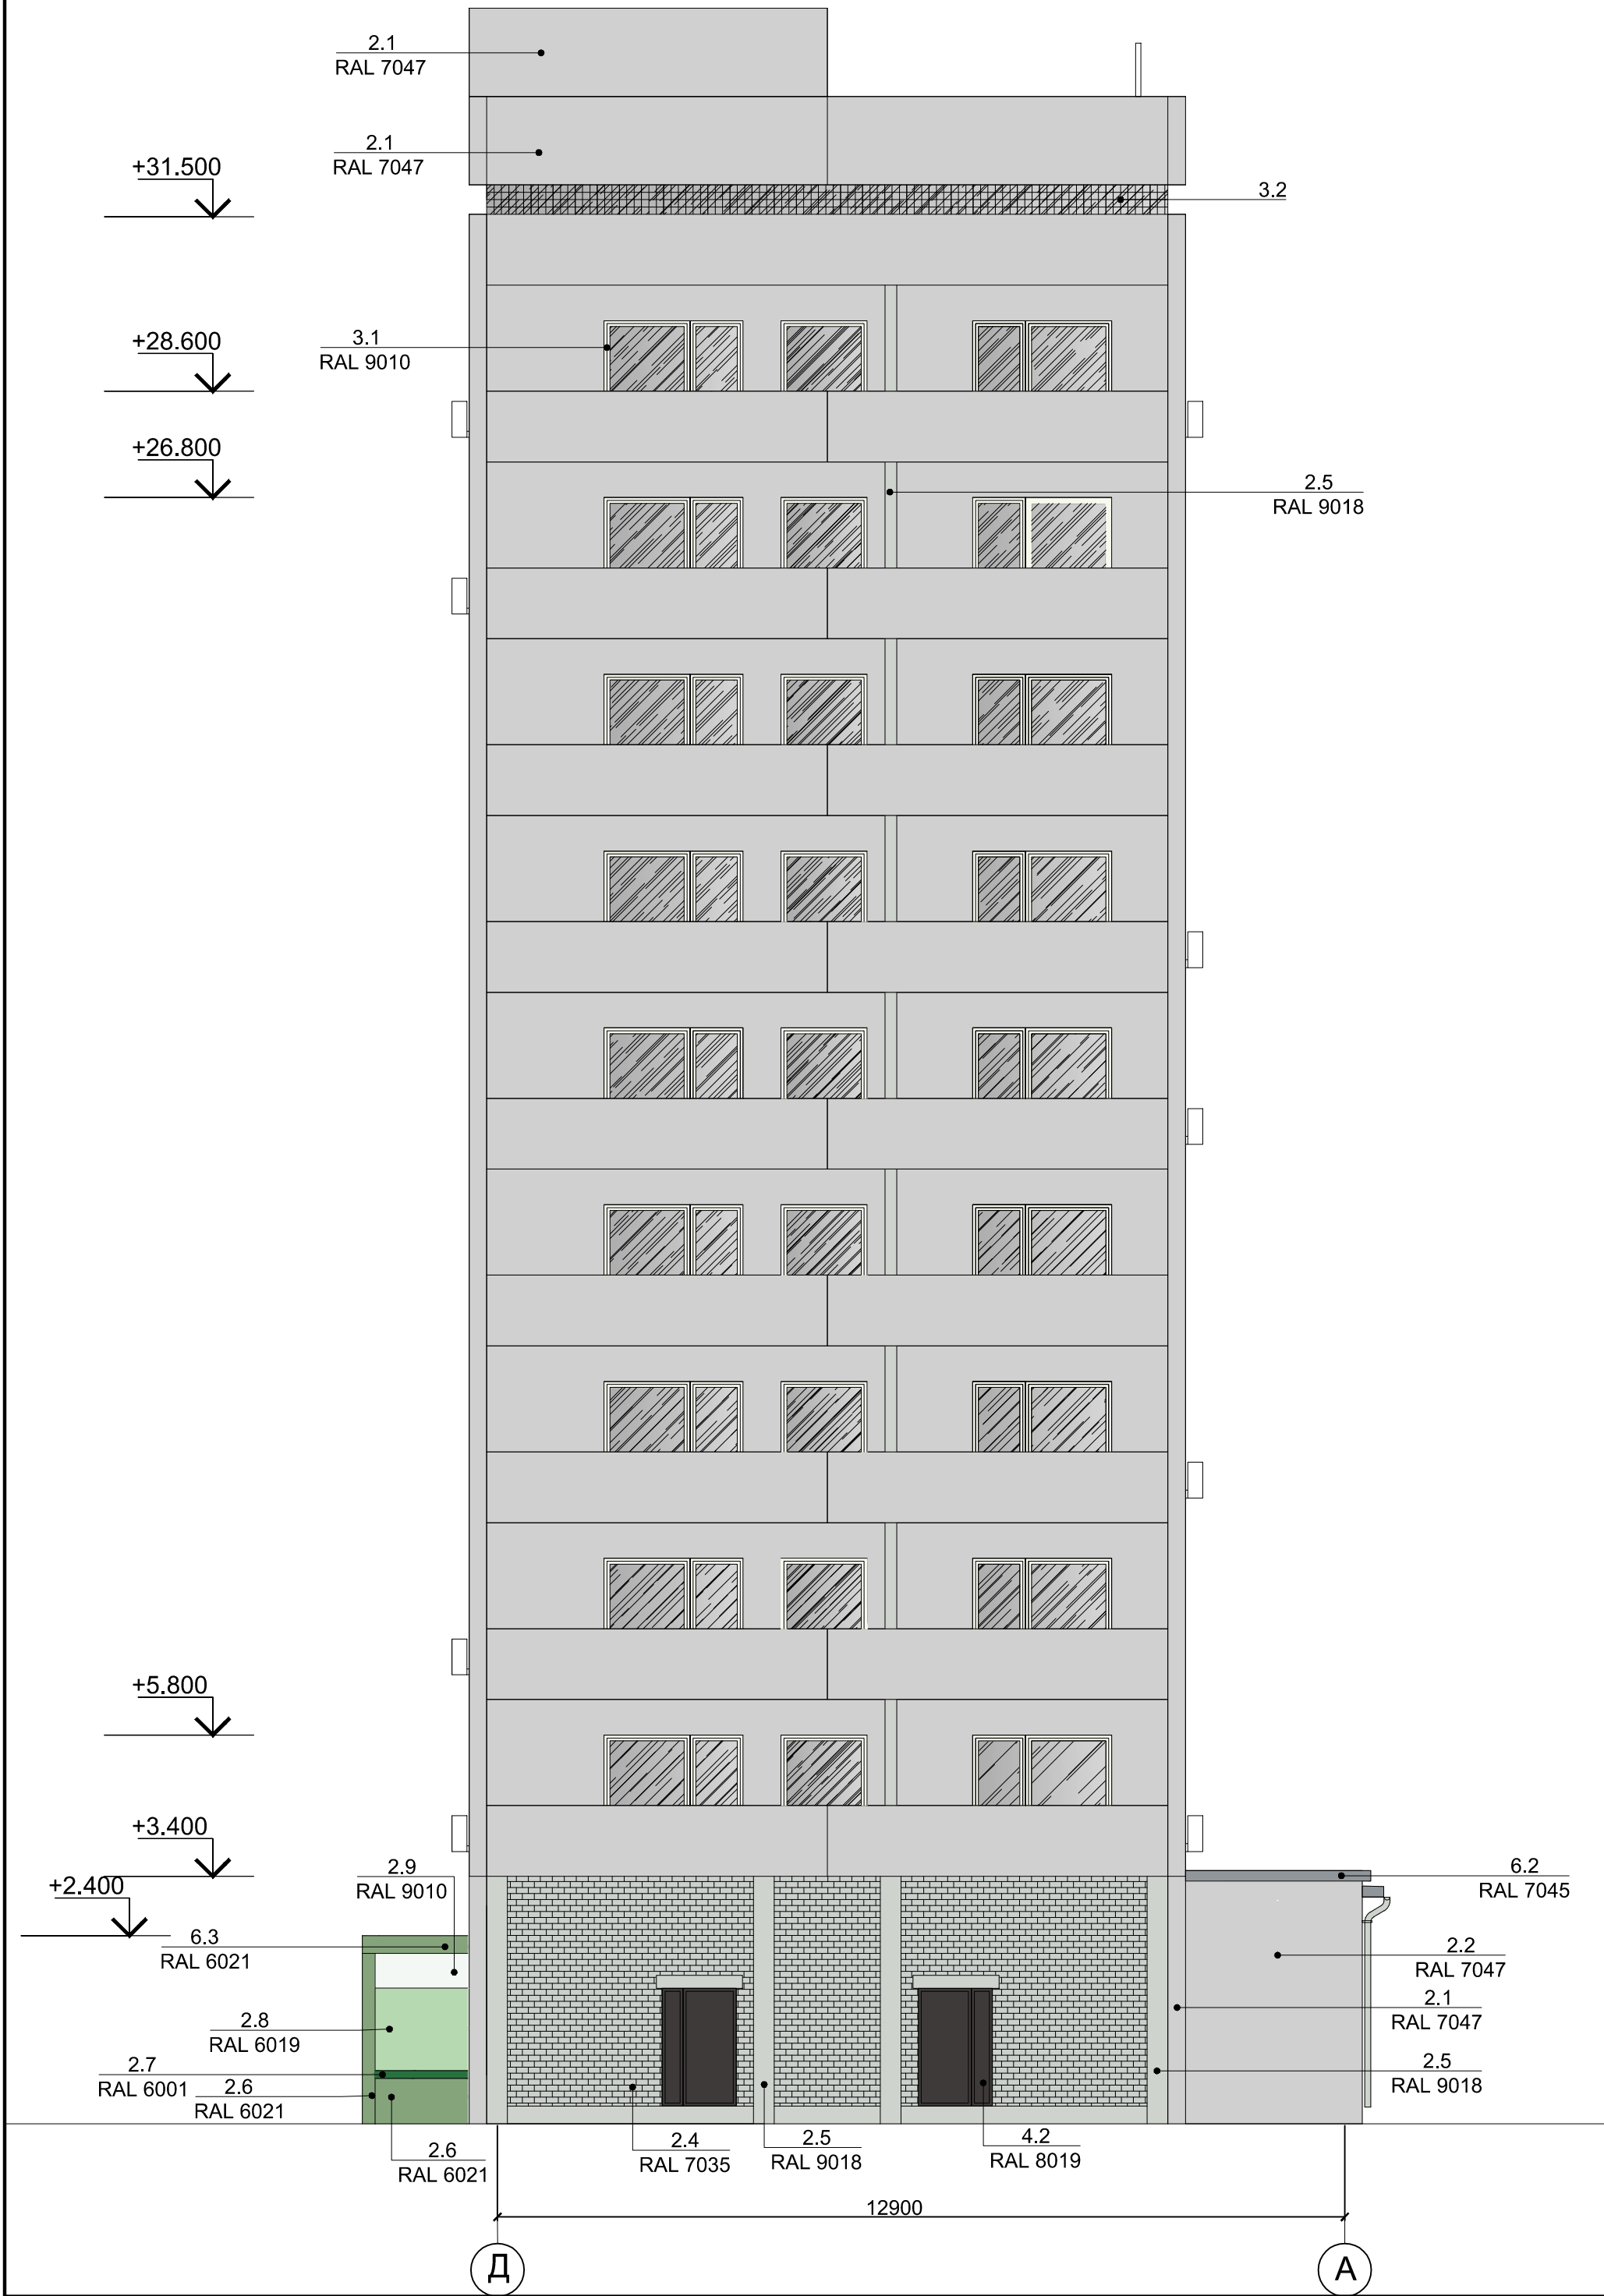 2.1
RAL 7047
2.1
RAL 7047
+31.500
3.2
+28.600
3.1
RAL 9010
+26.800
2.5
RAL 9018
+5.800
+3.400
2.9
RAL 9010
6.2
RAL 7045
+2.400
6.3
RAL 6021
2.2
RAL 7047
2.1
RAL 7047
2.8
RAL 6019
2.7
RAL 6001
2.6
RAL 6021
2.5
RAL 9018
2.6
RAL 6021
2.4
RAL 7035
2.5
RAL 9018
4.2
RAL 8019
12900
Д
А